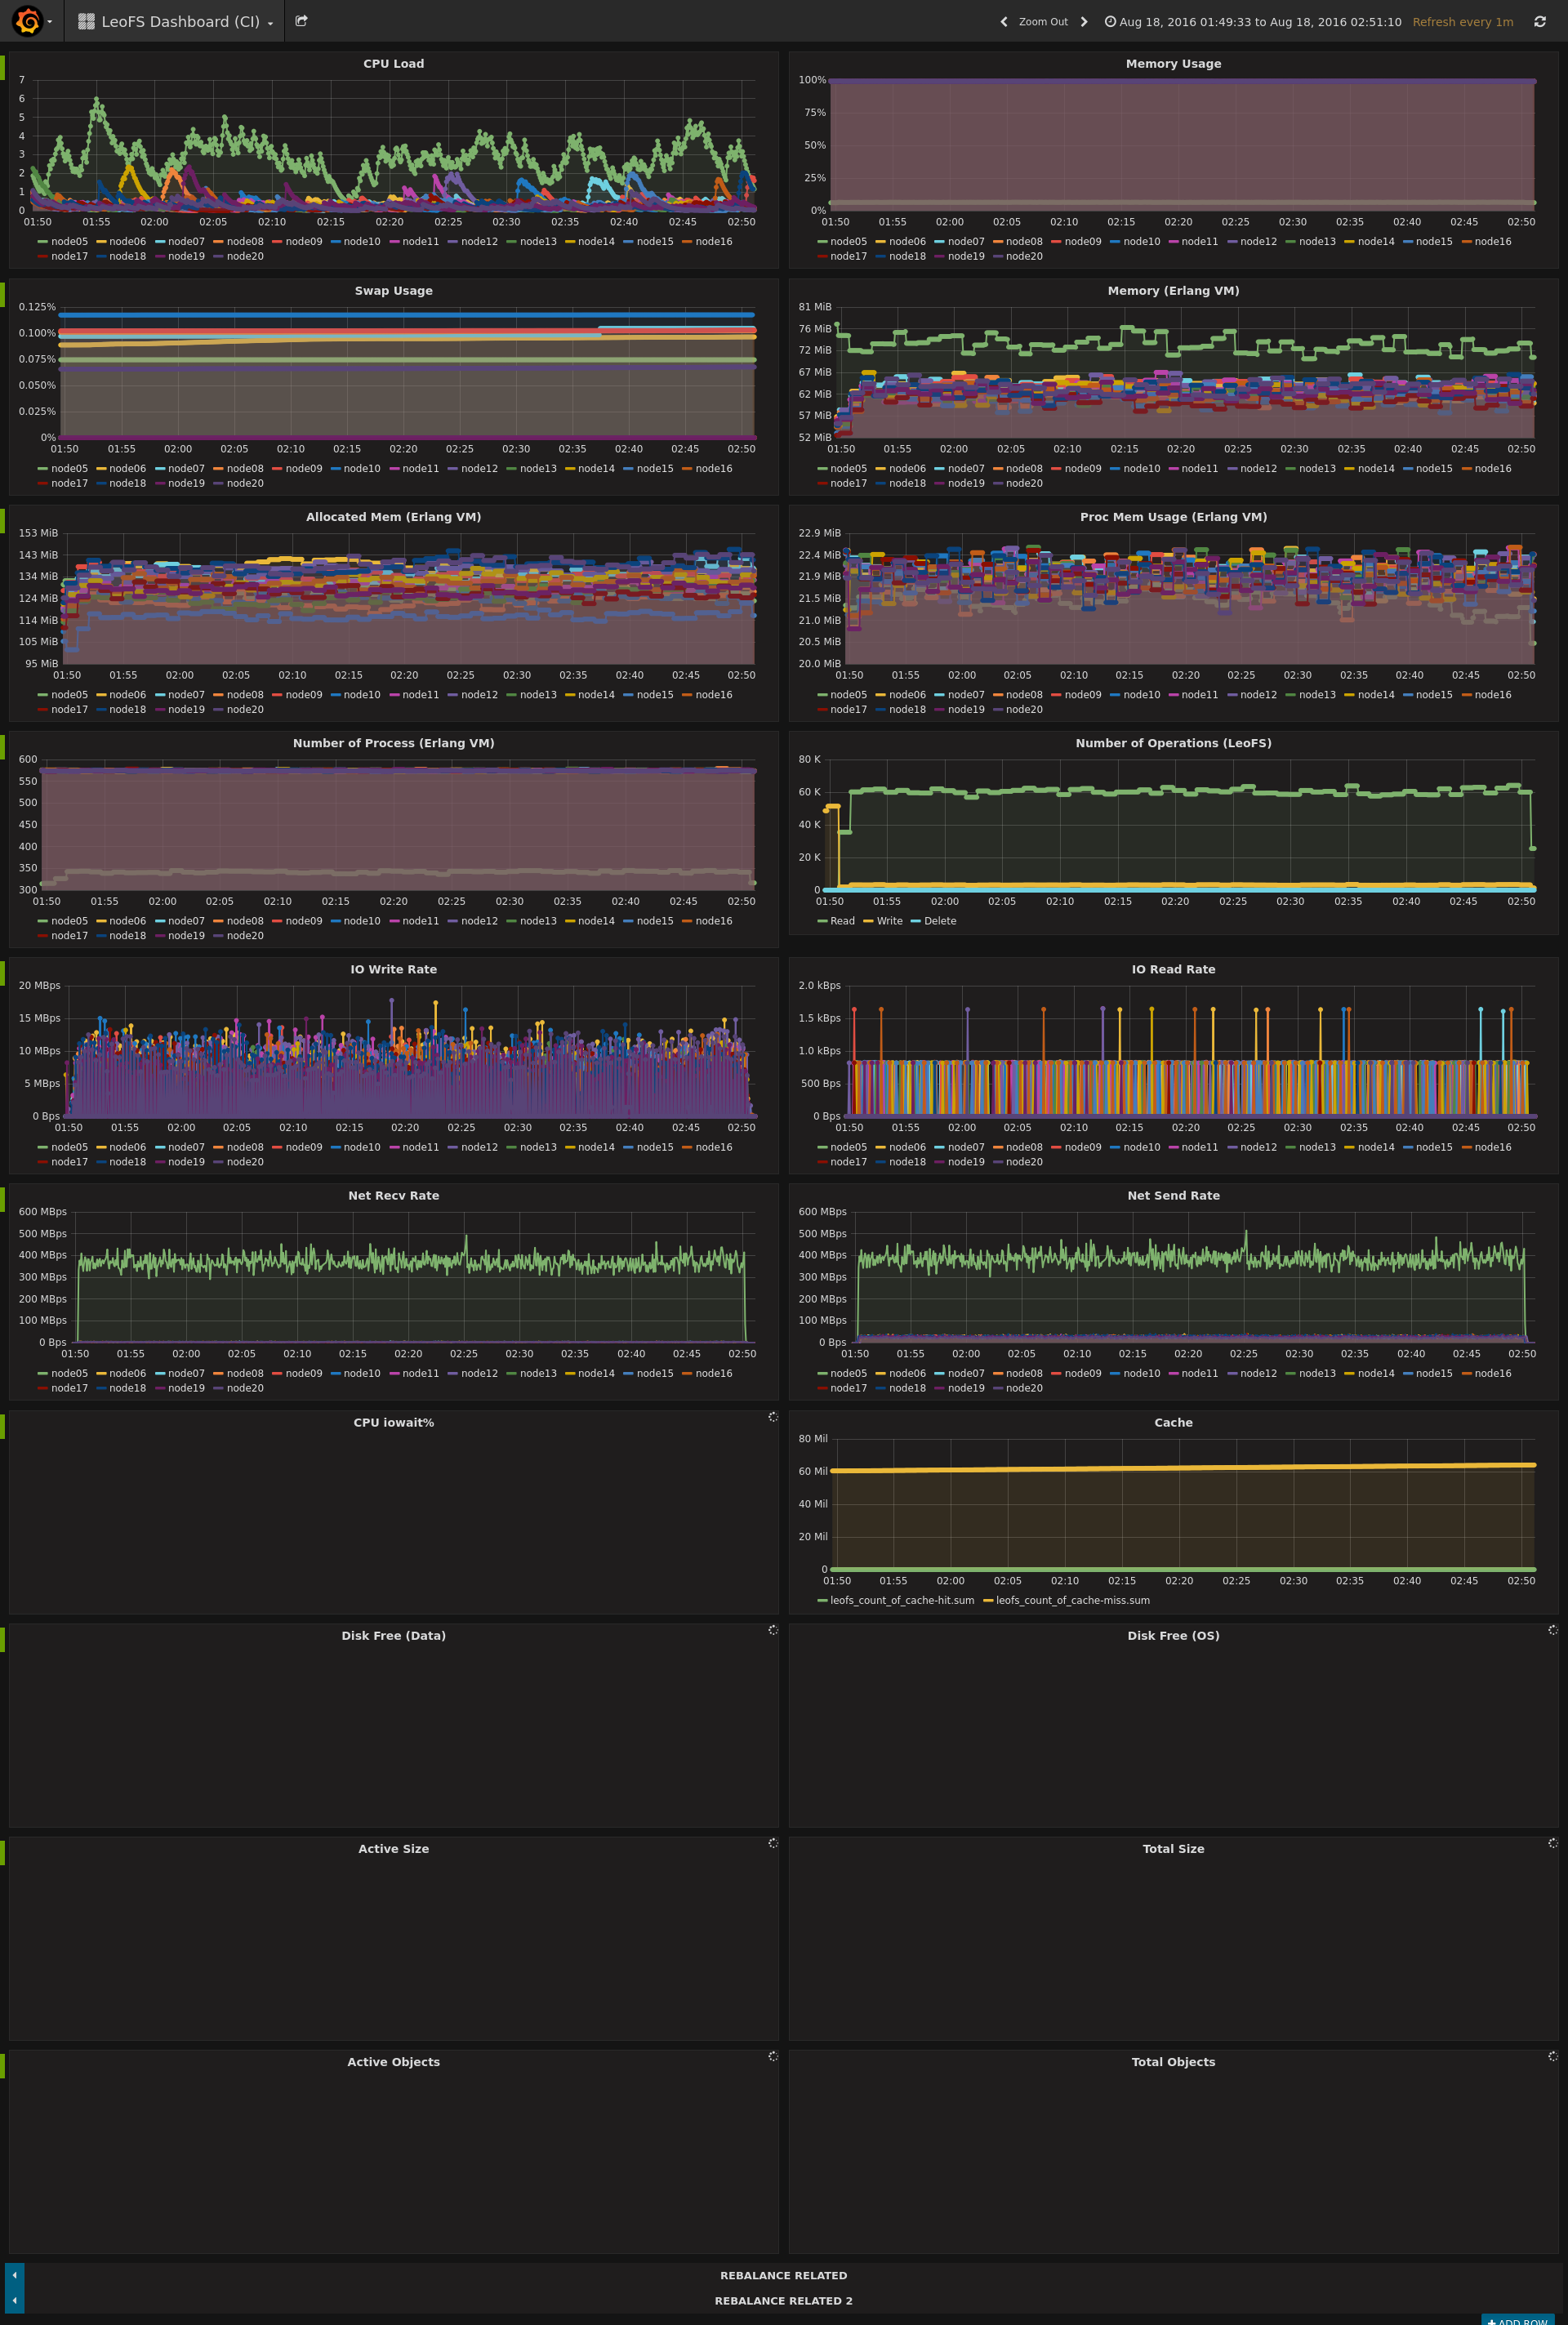 LeoFS Dashboard (CI)
Zoom Out
Aug 18, 2016 01:49:33 to Aug 18, 2016 02:51:10 Refresh every 1m
CPU Load
7
6
5
4
3
2
1
0
01:50 01:55 02:00 02:05 02:10 02:15 02:20 02:25 02:30 02:35 02:40 02:45 02:50
node05 node06 node07 node08 node09 node10 node11 node12 node13 node14 node15 node16
node17 node18 node19 node20
Memory Usage
100%
75%
50%
25%
0%
01:50 01:55 02:00 02:05 02:10 02:15 02:20 02:25 02:30 02:35 02:40 02:45 02:50
node05 node06 node07 node08 node09 node10 node11 node12 node13 node14 node15 node16
node17 node18 node19 node20
Swap Usage
0.125%
0.100%
0.075%
0.050%
0.025%
0%
01:50 01:55 02:00 02:05 02:10 02:15 02:20 02:25 02:30 02:35 02:40 02:45 02:50
node05 node06 node07 node08 node09 node10 node11 node12 node13 node14 node15 node16
node17 node18 node19 node20
Memory (Erlang VM)
81 MiB
76 MiB
72 MiB
67 MiB
62 MiB
57 MiB
52 MiB
01:50 01:55 02:00 02:05 02:10 02:15 02:20 02:25 02:30 02:35 02:40 02:45 02:50
node05 node06 node07 node08 node09 node10 node11 node12 node13 node14 node15 node16
node17 node18 node19 node20
Allocated Mem (Erlang VM)
153 MiB
143 MiB
134 MiB
124 MiB
114 MiB
105 MiB
95 MiB
01:50 01:55 02:00 02:05 02:10 02:15 02:20 02:25 02:30 02:35 02:40 02:45 02:50
node05 node06 node07 node08 node09 node10 node11 node12 node13 node14 node15 node16
node17 node18 node19 node20
Proc Mem Usage (Erlang VM)
22.9 MiB
22.4 MiB
21.9 MiB
21.5 MiB
21.0 MiB
20.5 MiB
20.0 MiB
01:50 01:55 02:00 02:05 02:10 02:15 02:20 02:25 02:30 02:35 02:40 02:45 02:50
node05 node06 node07 node08 node09 node10 node11 node12 node13 node14 node15 node16
node17 node18 node19 node20
Number of Process (Erlang VM)
600
550
500
450
400
350
300
01:50 01:55 02:00 02:05 02:10 02:15 02:20 02:25 02:30 02:35 02:40 02:45 02:50
node05 node06 node07 node08 node09 node10 node11 node12 node13 node14 node15 node16
node17 node18 node19 node20
Number of Operations (LeoFS)
80 K
60 K
40 K
20 K
0
01:50 01:55 02:00 02:05 02:10 02:15 02:20 02:25 02:30 02:35 02:40 02:45 02:50
Read Write Delete
IO Write Rate
20 MBps
15 MBps
10 MBps
5 MBps
0 Bps
01:50 01:55 02:00 02:05 02:10 02:15 02:20 02:25 02:30 02:35 02:40 02:45 02:50
node05 node06 node07 node08 node09 node10 node11 node12 node13 node14 node15 node16
node17 node18 node19 node20
IO Read Rate
2.0 kBps
1.5 kBps
1.0 kBps
500 Bps
0 Bps
01:50 01:55 02:00 02:05 02:10 02:15 02:20 02:25 02:30 02:35 02:40 02:45 02:50
node05 node06 node07 node08 node09 node10 node11 node12 node13 node14 node15 node16
node17 node18 node19 node20
Net Recv Rate
600 MBps
500 MBps
400 MBps
300 MBps
200 MBps
100 MBps
0 Bps
01:50 01:55 02:00 02:05 02:10 02:15 02:20 02:25 02:30 02:35 02:40 02:45 02:50
node05 node06 node07 node08 node09 node10 node11 node12 node13 node14 node15 node16
node17 node18 node19 node20
Net Send Rate
600 MBps
500 MBps
400 MBps
300 MBps
200 MBps
100 MBps
0 Bps
01:50 01:55 02:00 02:05 02:10 02:15 02:20 02:25 02:30 02:35 02:40 02:45 02:50
node05 node06 node07 node08 node09 node10 node11 node12 node13 node14 node15 node16
node17 node18 node19 node20
CPU iowait%
Cache
80 Mil
60 Mil
40 Mil
20 Mil
0
01:50 01:55 02:00 02:05 02:10 02:15 02:20 02:25 02:30 02:35 02:40 02:45 02:50
leofs_count_of_cache-hit.sum leofs_count_of_cache-miss.sum
Disk Free (Data)
Disk Free (OS)
Active Size
Total Size
Active Objects
Total Objects
REBALANCE RELATED
REBALANCE RELATED 2
ADD ROW